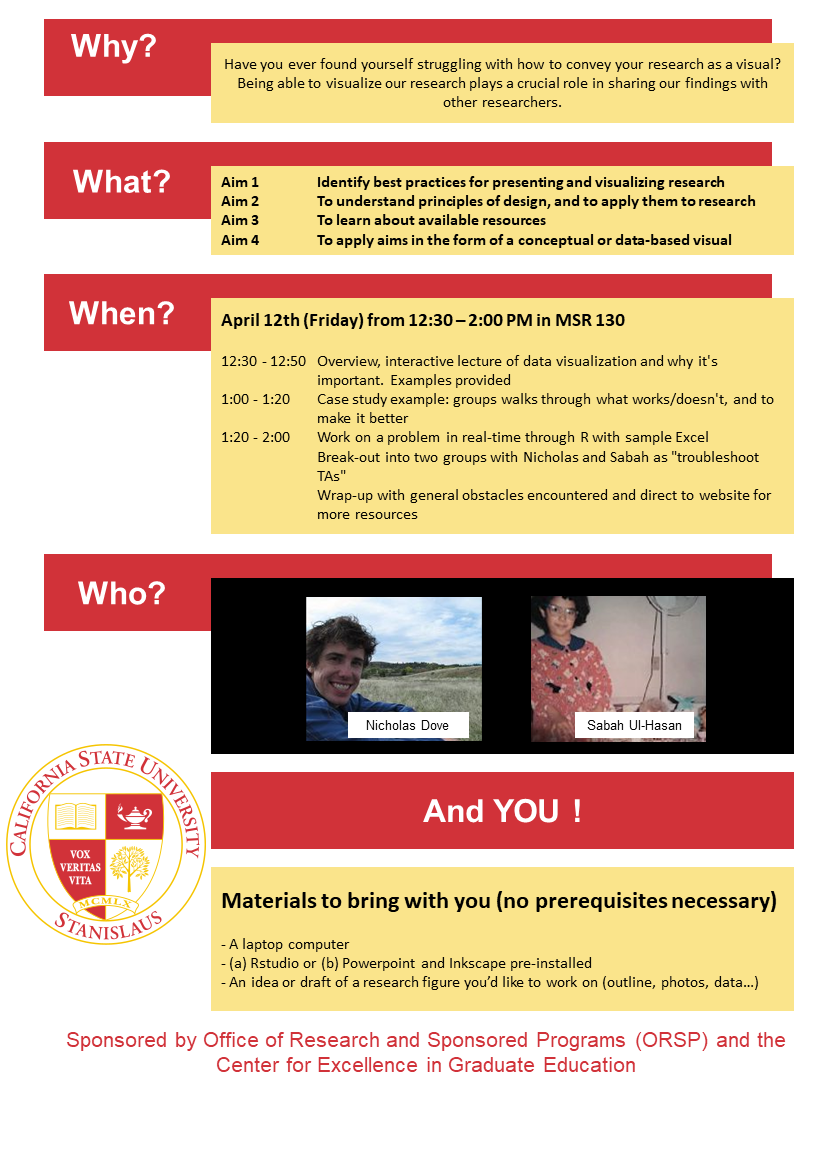 Why?
Have you ever found yourself struggling with how to convey your research as a visual?
Being able to visualize our research plays a crucial role in sharing our findings with
other researchers.
What?
Aim 1 Identify best practices for presenting and visualizing research
Aim 2 To understand principles of design, and to apply them to research
Aim 3 To learn about available resources
Aim 4 To apply aims in the form of a conceptual or data-based visual
When?
April 12th (Friday) from 12:30 – 2:00 PM in MSR 130
12:30 - 12:50 Overview, interactive lecture of data visualization and why it's
important. Examples provided
1:00 - 1:20 Case study example: groups walks through what works/doesn't, and to
make it better
1:20 - 2:00 Work on a problem in real-time through R with sample Excel
Break-out into two groups with Nicholas and Sabah as "troubleshoot
TAs"
Wrap-up with general obstacles encountered and direct to website for
more resources
Who?
Nicholas Dove
Sabah Ul-Hasan
CALIFORNIA STATE UNIVERSITY
VOX
VERITAS
VITA
MCMLX
STANISLAUS
And YOU !
Materials to bring with you (no prerequisites necessary)
- A laptop computer
- (a) Rstudio or (b) Powerpoint and Inkscape pre-installed
- An idea or draft of a research figure you’d like to work on (outline, photos, data…)
Sponsored by Office of Research and Sponsored Programs (ORSP) and the
Center for Excellence in Graduate Education